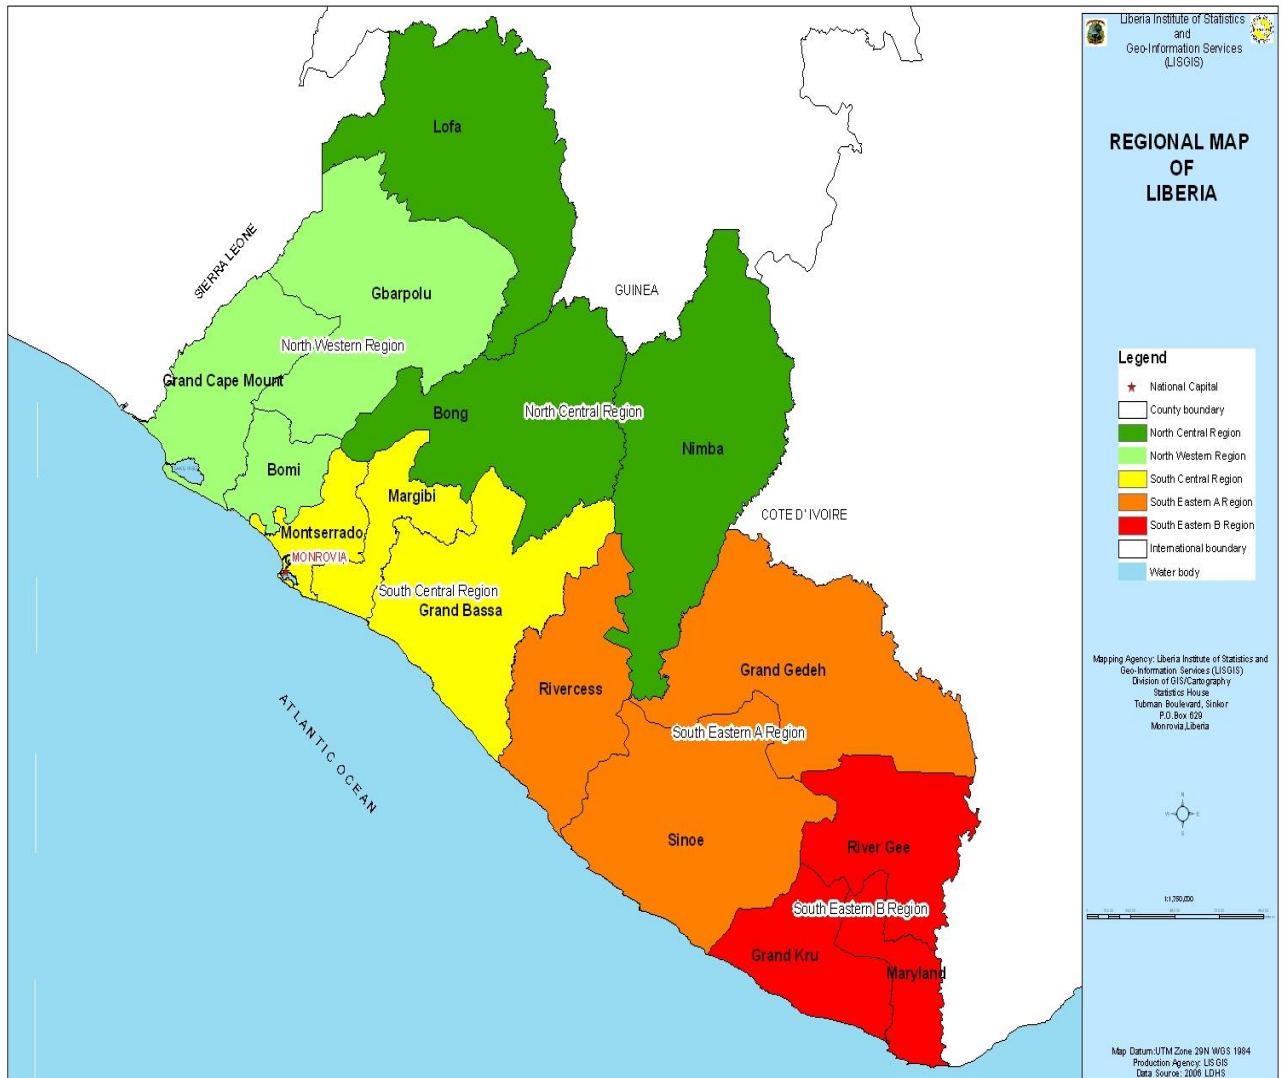 Liberia Institute of Statistics
and
Geo-Information Services
(LISGIS)
REGIONAL MAP
OF
LIBERIA
Legend
National Capital
County boundary
North Central Region
North Western Region
South Central Region
South Eastern A Region
South Eastern B Region
International boundary
Water body
Mapping Agency: Liberia Institute of Statistics and
Geo-Information Services (LISGIS)
Division of GIS/Cartography
Statistics House
Tubman Boulevard, Sinkor
P.O.Box 629
Monrovia,Liberia
N
W
E
S
1:1,750,000
Map Datum:UTM Zone 29N WGS 1984
Production Agency: LISGIS
Data Source: 2006 LDHS
Lofa
SIERRA LEONE
GUINEA
Gbarpolu
North Western Region
Grand Cape Mount
Bong
North Central Region
Nimba
Bomi
Margibi
COTE D'IVOIRE
Montserrado
MONROVIA
South Central Region
Grand Bassa
Grand Gedeh
Rivercess
South Eastern A Region
ATLANTIC OCEAN
Sinoe
River Gee
South Eastern B Region
Grand Kru
Maryland